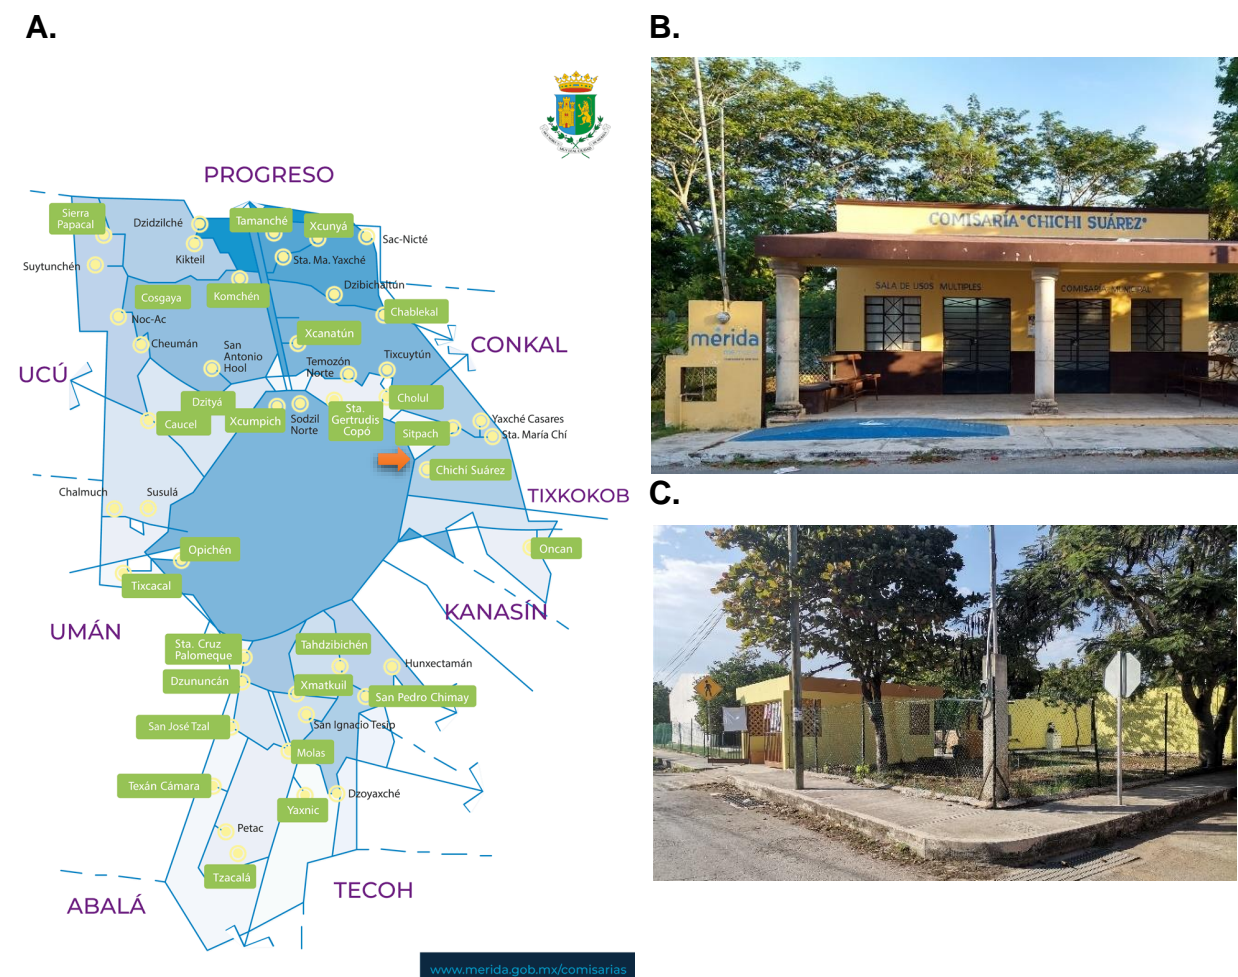 A.
B.
PROGRESO
Sierra
Papacal
Dzidzilché
Tamanché
Xcunyá
Sac-Nicté
Kikteil
Sta. Ma. Yaxché
Suytunchén
Dzibichaltún
Cosgaya
Komchén
Chablekal
Noc-Ac
Xcanatún
CONKAL
Cheumán
San
Antonio
Hool
Temozón
Norte
Tixcuytún
UCÚ
Dzityá
Cholul
Caucel
Xcumpich
Sodzil
Norte
Sta.
Gertrudis
Copó
Sitpach
Yaxché Casares
Sta. María Chí
Chichí Suárez
Chalmuch
Susulá
TIXKOKOB
Opichén
Oncan
Tixcacal
KANASÍN
UMÁN
Sta. Cruz
Palomeque
Tahdzibichén
Hunxectamán
Dzununcán
Xmatkuil
San Pedro Chimay
San José Tzal
San Ignacio Tesip
Molas
Texán Cámara
Yaxnic
Dzoyaxché
Petac
Tzacalá
TECOH
ABALÁ
www.merida.gob.mx/comisarias
COMISARÍA "CHICHI SUÁREZ"
SALA DE USOS MULTIPLES
COMISARIA MUNICIPAL
mérida
C.